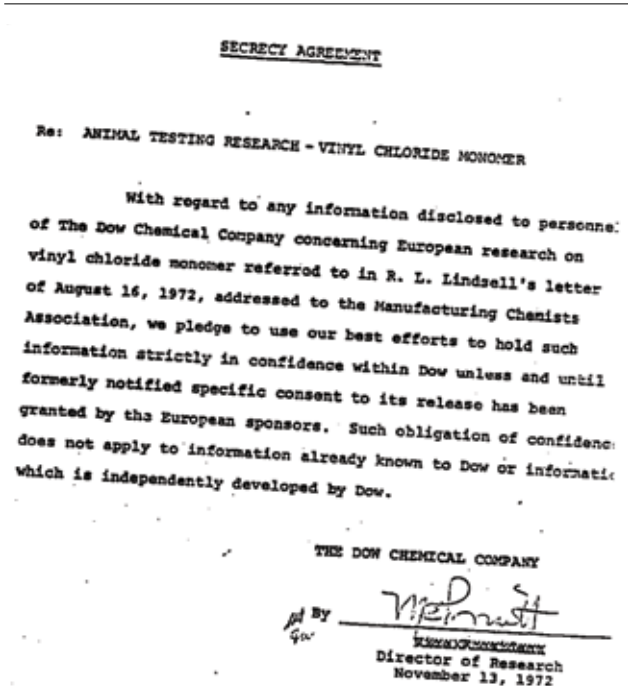 SECRECY AGREEMENT
Re: ANIMAL TESTING RESEARCH - VINYL CHLORIDE MONOMER
With regard to any information disclosed to personne
of The Dow Chemical Company concerning European research on
vinyl chloride monomer referred to in R. L. Lindsell's letter
of August 16, 1972, addressed to the Manufacturing Chemists
Association, we pledge to use our best efforts to hold such
information strictly in confidence within Dow unless and until
formerly notified specific consent to its release has been
granted by the European sponsors. Such obligation of confidenc
does not apply to information already known to Dow or informatic
which is independently developed by Dow.
THE DOW CHEMICAL COMPANY
By
Director of Research
November 13, 1972